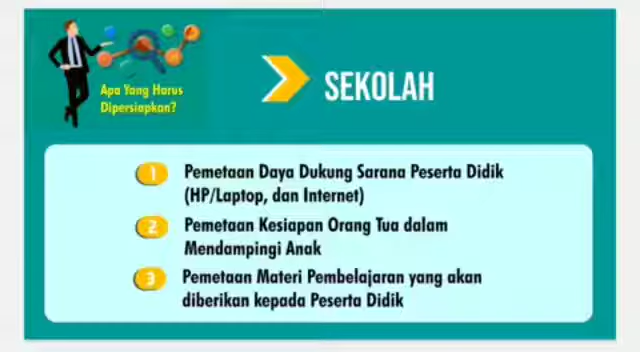 Apa Yang Harus
Dipersiapkan?
SEKOLAH
1 Pemetaan Daya Dukung Sarana Peserta Didik
(HP/Laptop, dan Internet)
2 Pemetaan Kesiapan Orang Tua dalam
Mendampingi Anak
3 Pemetaan Materi Pembelajaran yang akan
diberikan kepada Peserta Didik